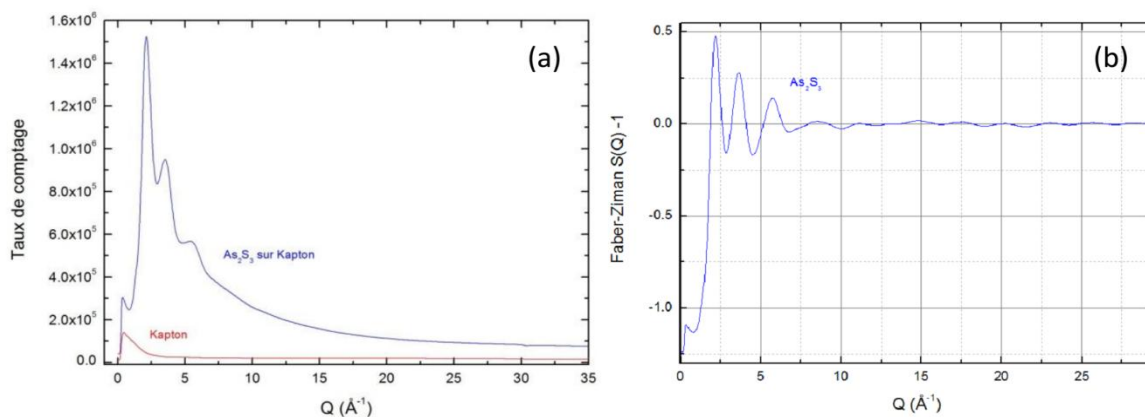 (a)
Taux de comptage
1.6x10⁶
1.4x10⁶
1.2x10⁶
1.0x10⁶
8.0x10⁵
6.0x10⁵
4.0x10⁵
2.0x10⁵
0.0
As₂S₃ sur Kapton
Kapton
0 5 10 15 20 25 30 35
Q (Å⁻¹)
(b)
Faber-Ziman S(Q) -1
0.5
0.0
-0.5
-1.0
As₂S₃
0 5 10 15 20 25
Q (Å⁻¹)